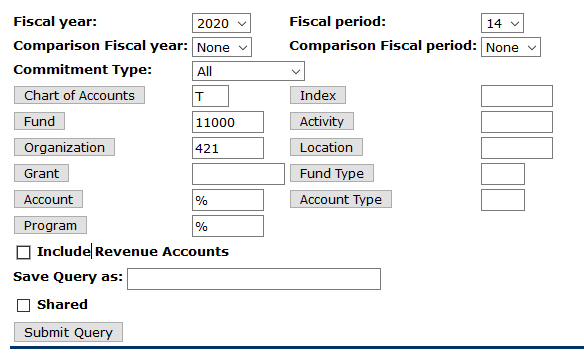 Fiscal year: 2020 Fiscal period: 14
Comparison Fiscal year: None Comparison Fiscal period: None
Commitment Type: All
Chart of Accounts T Index
Fund 11000 Activity
Organization 421 Location
Grant Fund Type
Account % Account Type
Program %
Include Revenue Accounts
Save Query as:
Shared
Submit Query